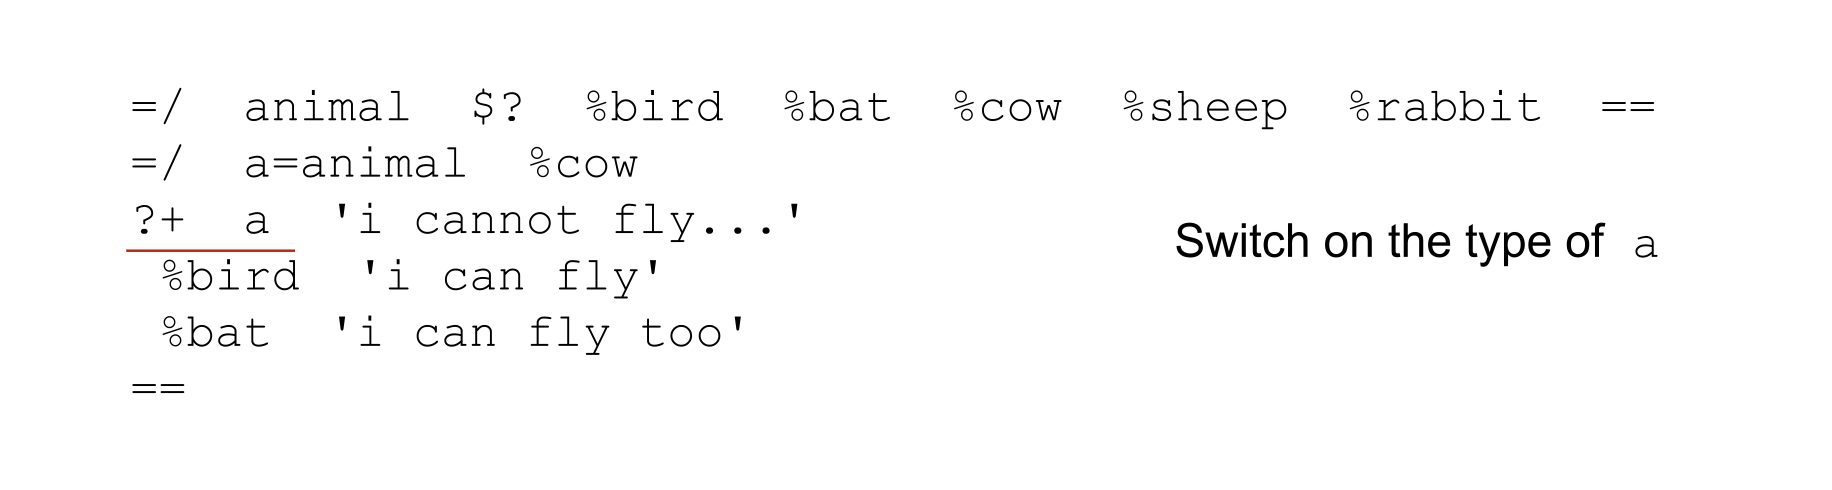 =/  animal  $?  %bird  %bat  %cow  %sheep  %rabbit  ==
=/  a=animal  %cow
?+  a  'i cannot fly...'
 %bird  'i can fly'
 %bat  'i can fly too'
==
Switch on the type of a